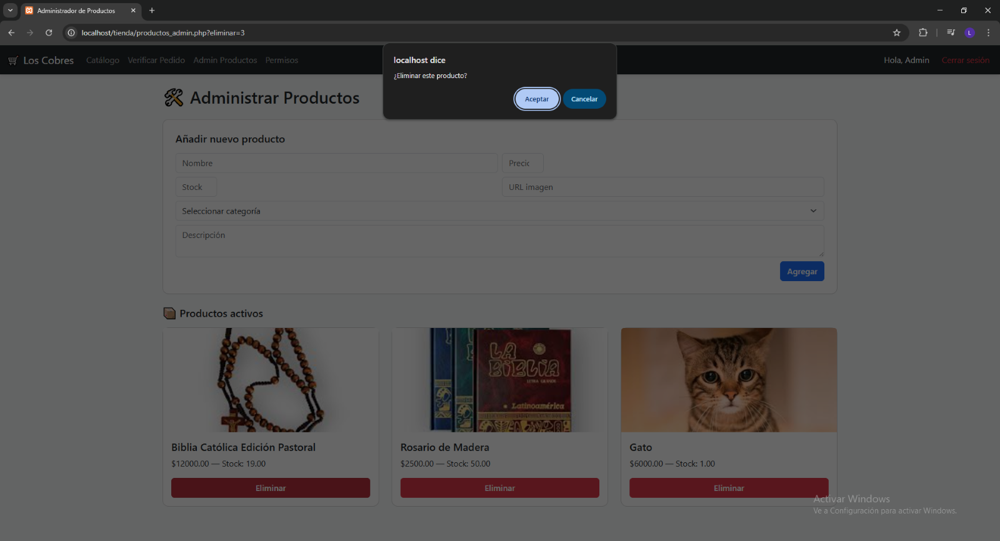 Administrador de Productos
localhost/tienda/productos_admin.php?eliminar=3
L
Los Cobres Catálogo Verificar Pedido Admin Productos Permisos Hola, Admin Cerrar sesión
localhost dice
¿Eliminar este producto?
Aceptar Cancelar
Administrar Productos
Añadir nuevo producto
Nombre Precic
Stock URL imagen
Seleccionar categoría
Descripción
Agregar
Productos activos
LA
BIBLIA
LETRA GRANDE
Latinoamérica
Biblia Católica Edición Pastoral
$12000.00 — Stock: 19.00
Eliminar
Rosario de Madera
$2500.00 — Stock: 50.00
Eliminar
Gato
$6000.00 — Stock: 1.00
Eliminar
Activar Windows
Ve a Configuración para activar Windows.